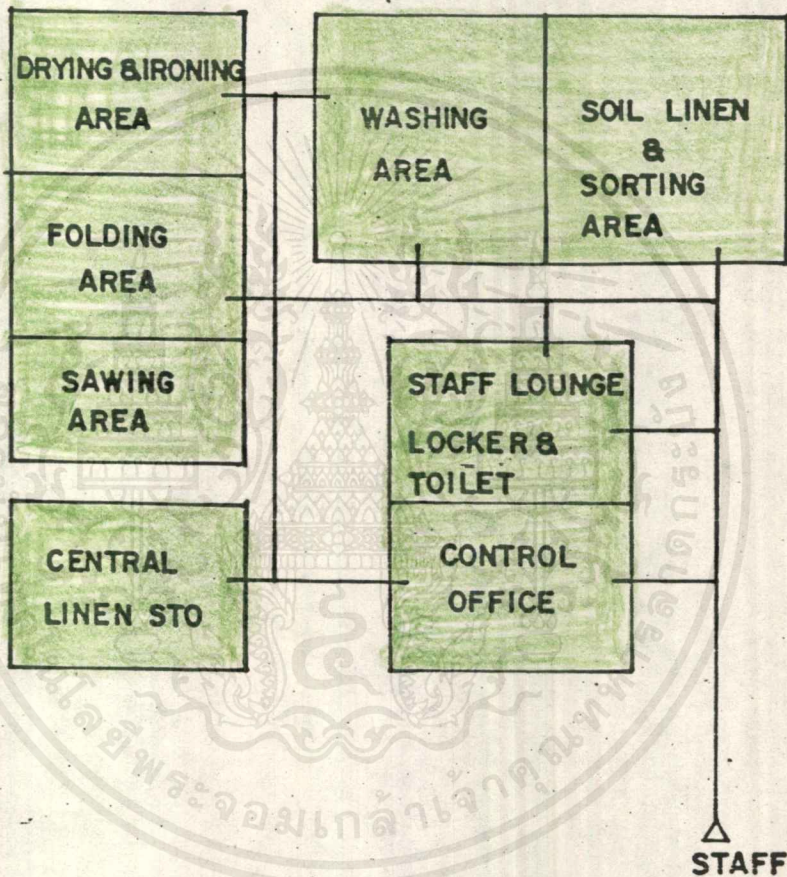 DRYING &IRONING
AREA
WASHING
AREA
SOIL LINEN
&
SORTING
AREA
FOLDING
AREA
SAWING
AREA
STAFF LOUNGE
LOCKER &
TOILET
CENTRAL
LINEN STO
CONTROL
OFFICE
STAFF